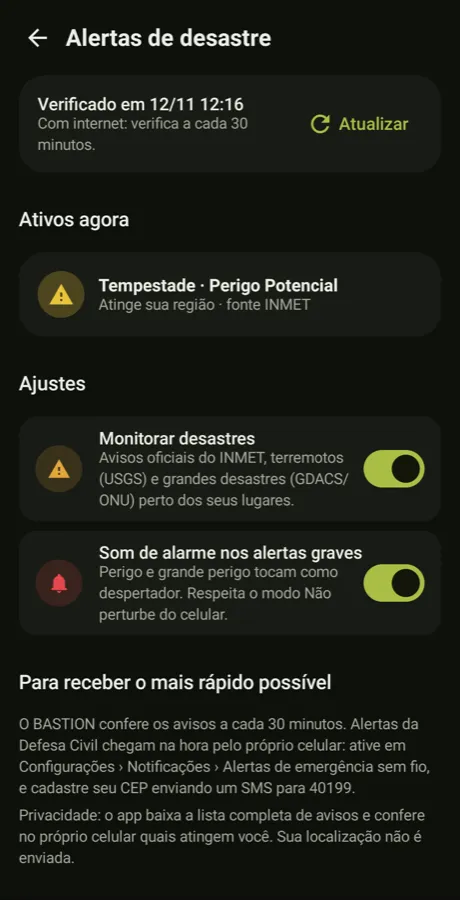 Alertas de desastre
Verificado em 12/11 12:16
Com internet: verifica a cada 30
minutos.
Atualizar
Ativos agora
Tempestade · Perigo Potencial
Atinge sua região · fonte INMET
Ajustes
Monitorar desastres
Avisos oficiais do INMET, terremotos
(USGS) e grandes desastres (GDACS/
ONU) perto dos seus lugares.
Som de alarme nos alertas graves
Perigo e grande perigo tocam como
despertador. Respeita o modo Não
perturbe do celular.
Para receber o mais rápido possível
O BASTION confere os avisos a cada 30 minutos. Alertas da
Defesa Civil chegam na hora pelo próprio celular: ative em
Configurações › Notificações › Alertas de emergência sem fio,
e cadastre seu CEP enviando um SMS para 40199.
Privacidade: o app baixa a lista completa de avisos e confere
no próprio celular quais atingem você. Sua localização não é
enviada.